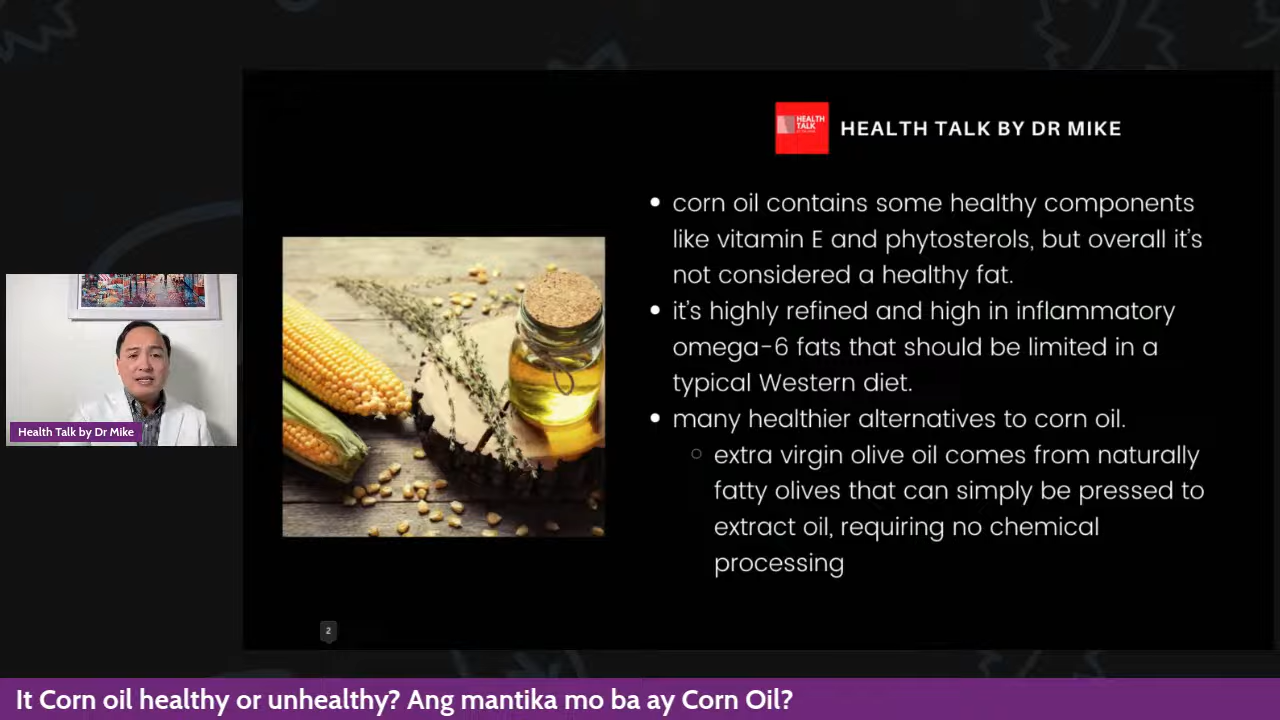 HEALTH
TALK
HEALTH TALK BY DR MIKE
• corn oil contains some healthy components
like vitamin E and phytosterols, but overall it's
not considered a healthy fat.
• it's highly refined and high in inflammatory
omega-6 fats that should be limited in a
typical Western diet.
• many healthier alternatives to corn oil.
○ extra virgin olive oil comes from naturally
fatty olives that can simply be pressed to
extract oil, requiring no chemical
processing
Health Talk by Dr Mike
2
It Corn oil healthy or unhealthy? Ang mantika mo ba ay Corn Oil?